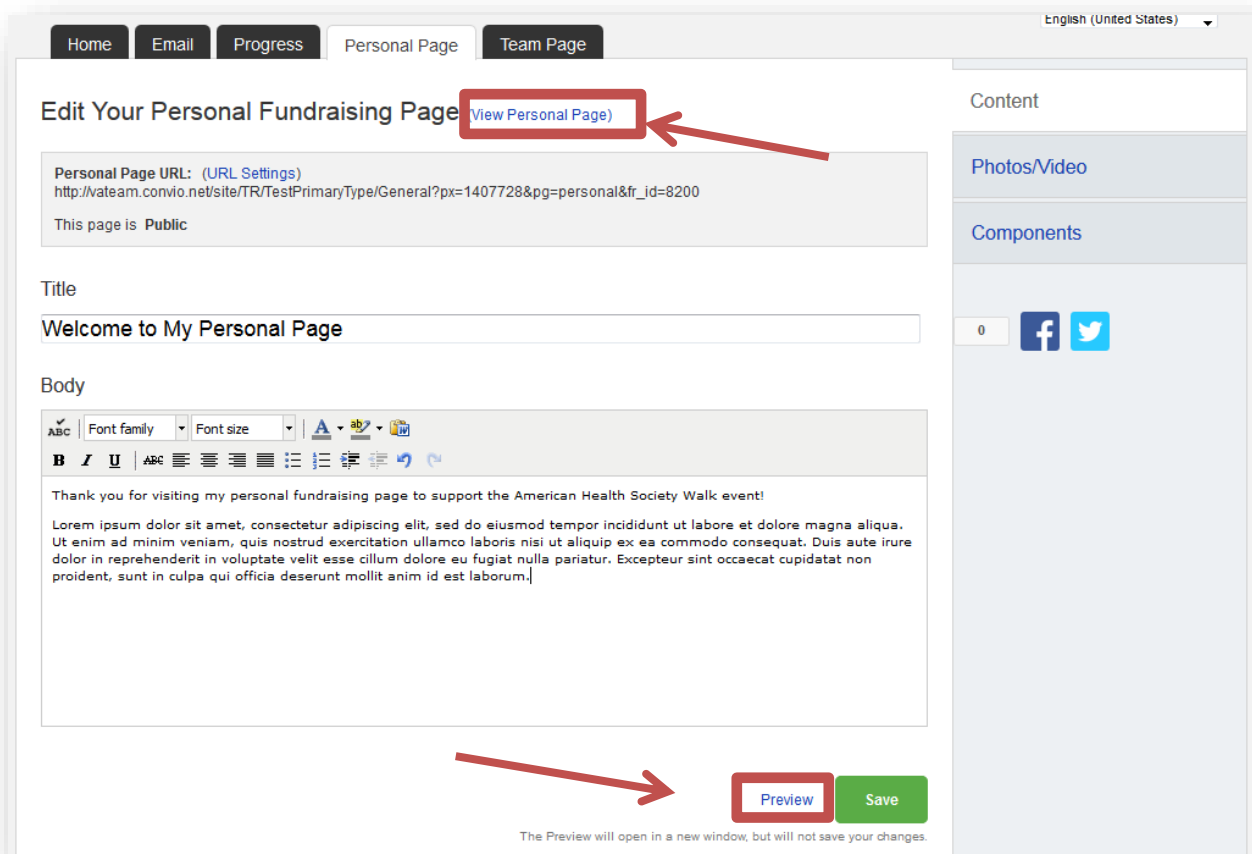 English (United States)
Home Email Progress Personal Page Team Page
Edit Your Personal Fundraising Page (View Personal Page)
Content
Personal Page URL: (URL Settings)
http://vateam.convio.net/site/TR/TestPrimaryType/General?px=1407728&pg=personal&fr_id=8200
This page is Public
Photos/Video
Components
Title
Welcome to My Personal Page
0
Body
ABC Font family Font size A ab
B I U ABC
Thank you for visiting my personal fundraising page to support the American Health Society Walk event!
Lorem ipsum dolor sit amet, consectetur adipiscing elit, sed do eiusmod tempor incididunt ut labore et dolore magna aliqua.
Ut enim ad minim veniam, quis nostrud exercitation ullamco laboris nisi ut aliquip ex ea commodo consequat. Duis aute irure
dolor in reprehenderit in voluptate velit esse cillum dolore eu fugiat nulla pariatur. Excepteur sint occaecat cupidatat non
proident, sunt in culpa qui officia deserunt mollit anim id est laborum.
Preview Save
The Preview will open in a new window, but will not save your changes.